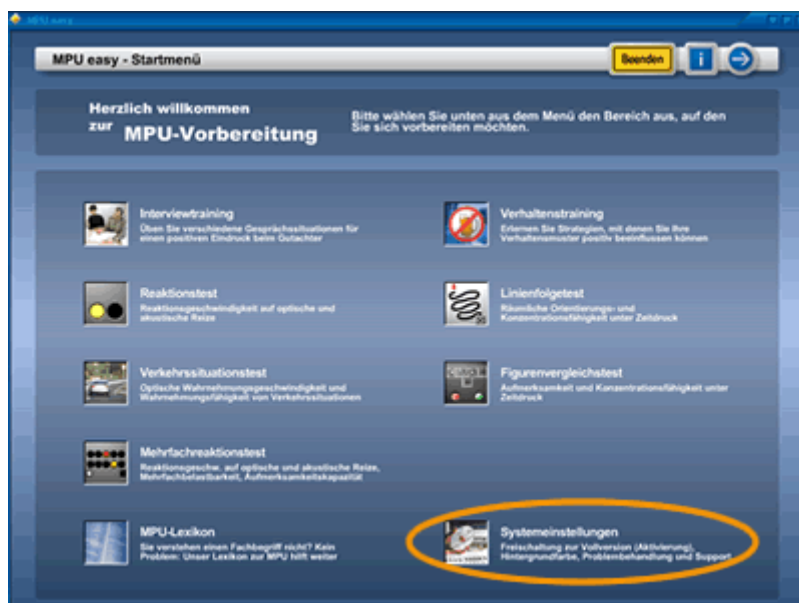 MPU easy
MPU easy - Startmenü
Beenden
i
Herzlich willkommen
zur MPU-Vorbereitung
Bitte wählen Sie unten aus dem Menü den Bereich aus, auf den
Sie sich vorbereiten möchten.
Interviewtraining
Üben Sie verschiedene Gesprächssituationen für
einen positiven Eindruck beim Gutachter
Verhaltenstraining
Erlernen Sie Strategien, mit denen Sie Ihre
Verhaltensmuster positiv beeinflussen können
Reaktionstest
Reaktionsgeschwindigkeit auf optische und
akustische Reize
Linienfolgetest
Räumliche Orientierungs- und
Konzentrationsfähigkeit unter Zeitdruck
Verkehrssituationstest
Optische Wahrnehmungsgeschwindigkeit und
Wahrnehmungsfähigkeit von Verkehrssituationen
Figurenvergleichstest
Aufmerksamkeit und Konzentrationsfähigkeit unter
Zeitdruck
Mehrfachreaktionstest
Reaktionsgeschw. auf optische und akustische Reize,
Mehrfachbelastbarkeit, Aufmerksamkeitskapazität
MPU-Lexikon
Sie verstehen einen Fachbegriff nicht? Kein
Problem: Unser Lexikon zur MPU hilft weiter
Systemeinstellungen
Freischaltung zur Vollversion (Aktivierung),
Hintergrundfarbe, Problembehandlung und Support